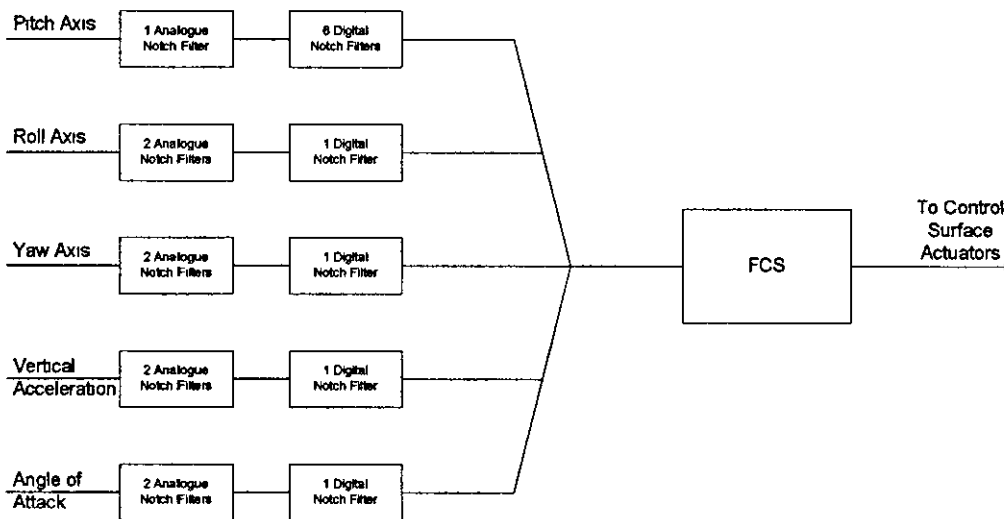 Pitch Axis
1 Analogue
Notch Filter
6 Digital
Notch Filters
Roll Axis
2 Analogue
Notch Filters
1 Digital
Notch Filter
Yaw Axis
2 Analogue
Notch Filters
1 Digital
Notch Filter
FCS
To Control
Surface
Actuators
Vertical
Acceleration
2 Analogue
Notch Filters
1 Digital
Notch Filter
Angle of
Attack
2 Analogue
Notch Filters
1 Digital
Notch Filter